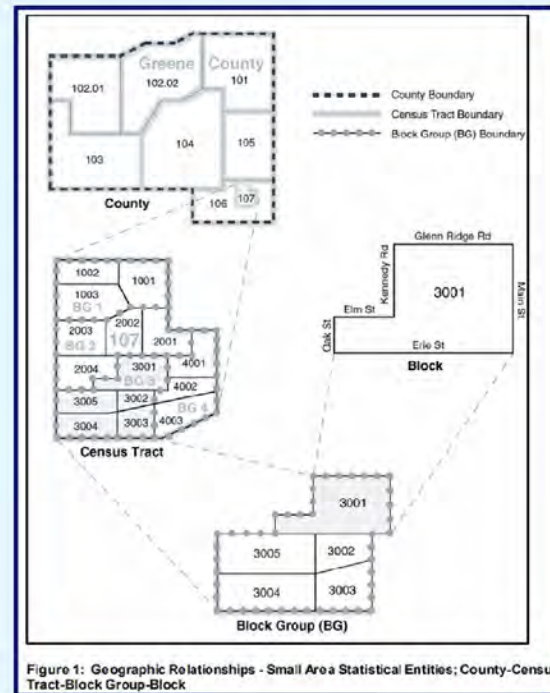 Greene County
102.01
102.02
101
103
104
105
106
107
County
County Boundary
Census Tract Boundary
Block Group (BG) Boundary
Glenn Ridge Rd
Kennedy Rd
3001
Main St
Elm St
Oak St
Erie St
Block
1002
1001
1003
BG 1
2003
2002
BG 2
107
2001
2004
3001
4001
BG 3
3005
3002
4002
BG 4
3004
3003
4003
Census Tract
3001
3005
3002
3004
3003
Block Group (BG)
Figure 1: Geographic Relationships - Small Area Statistical Entities; County-Censu
Tract-Block Group-Block